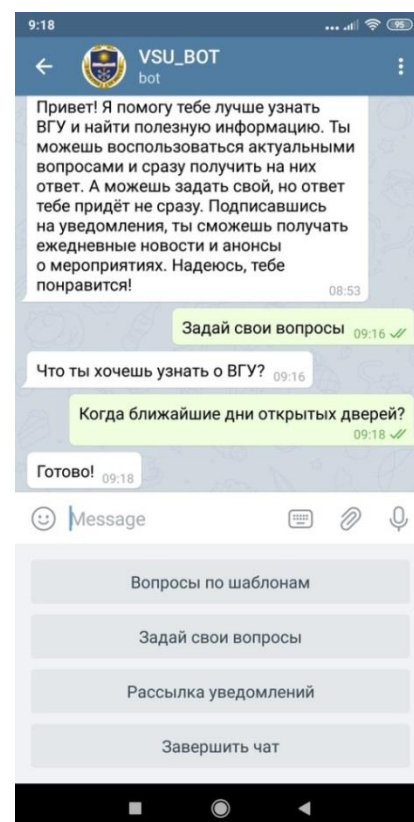 9:18
95
VSU_BOT
bot
Привет! Я помогу тебе лучше узнать
ВГУ и найти полезную информацию. Ты
можешь воспользоваться актуальными
вопросами и сразу получить на них
ответ. А можешь задать свой, но ответ
тебе придёт не сразу. Подписавшись
на уведомления, ты сможешь получать
ежедневные новости и анонсы
о мероприятиях. Надеюсь, тебе
понравится! 08:53
Задай свои вопросы 09:16
Что ты хочешь узнать о ВГУ? 09:16
Когда ближайшие дни открытых дверей?
09:18
Готово! 09:18
Message
Вопросы по шаблонам
Задай свои вопросы
Рассылка уведомлений
Завершить чат